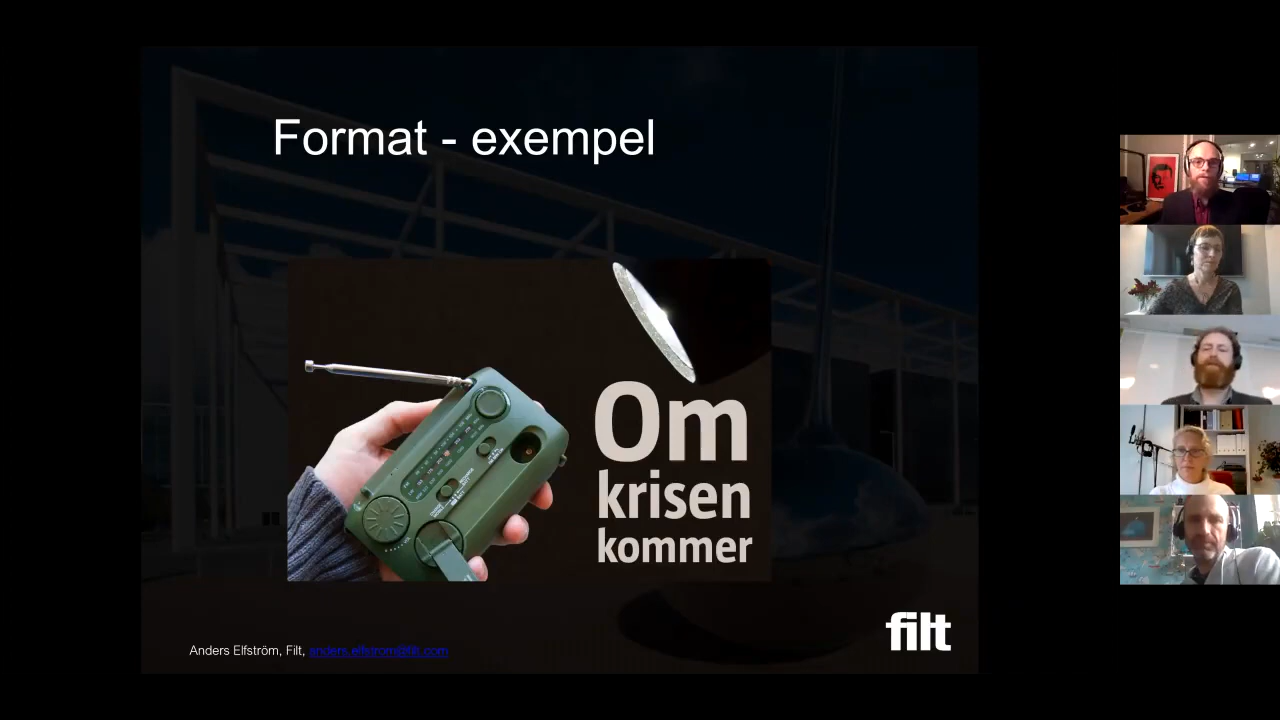 Format - exempel
Om
krisen
kommer
filt
Anders Elfström, Filt, anders.elfstrom@filt.com